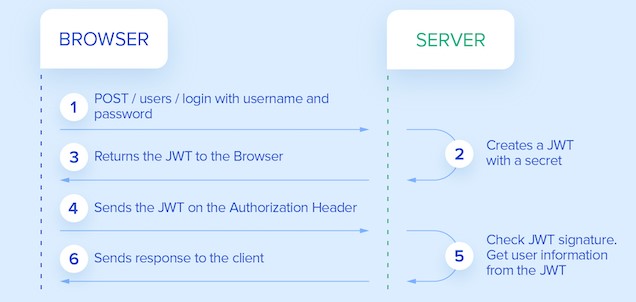 BROWSER
SERVER
1
POST / users / login with username and
password
2
Creates a JWT
with a secret
3
Returns the JWT to the Browser
4
Sends the JWT on the Authorization Header
5
Check JWT signature.
Get user information
from the JWT
6
Sends response to the client